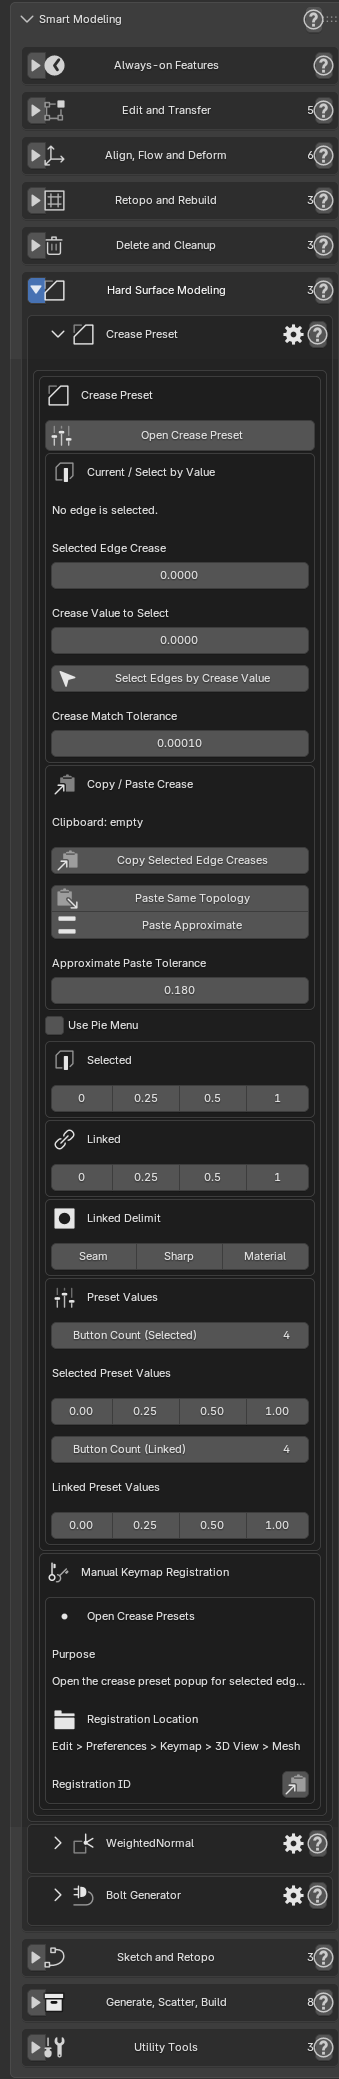 Smart Modeling
Always-on Features
Edit and Transfer 5
Align, Flow and Deform 6
Retopo and Rebuild 3
Delete and Cleanup 3
Hard Surface Modeling 3
Crease Preset
Crease Preset
Open Crease Preset
Current / Select by Value
No edge is selected.
Selected Edge Crease
0.0000
Crease Value to Select
0.0000
Select Edges by Crease Value
Crease Match Tolerance
0.00010
Copy / Paste Crease
Clipboard: empty
Copy Selected Edge Creases
Paste Same Topology
Paste Approximate
Approximate Paste Tolerance
0.180
Use Pie Menu
Selected
0 0.25 0.5 1
Linked
0 0.25 0.5 1
Linked Delimit
Seam Sharp Material
Preset Values
Button Count (Selected) 4
Selected Preset Values
0.00 0.25 0.50 1.00
Button Count (Linked) 4
Linked Preset Values
0.00 0.25 0.50 1.00
Manual Keymap Registration
Open Crease Presets
Purpose
Open the crease preset popup for selected edg...
Registration Location
Edit > Preferences > Keymap > 3D View > Mesh
Registration ID
WeightedNormal
Bolt Generator
Sketch and Retopo 3
Generate, Scatter, Build 8
Utility Tools 3